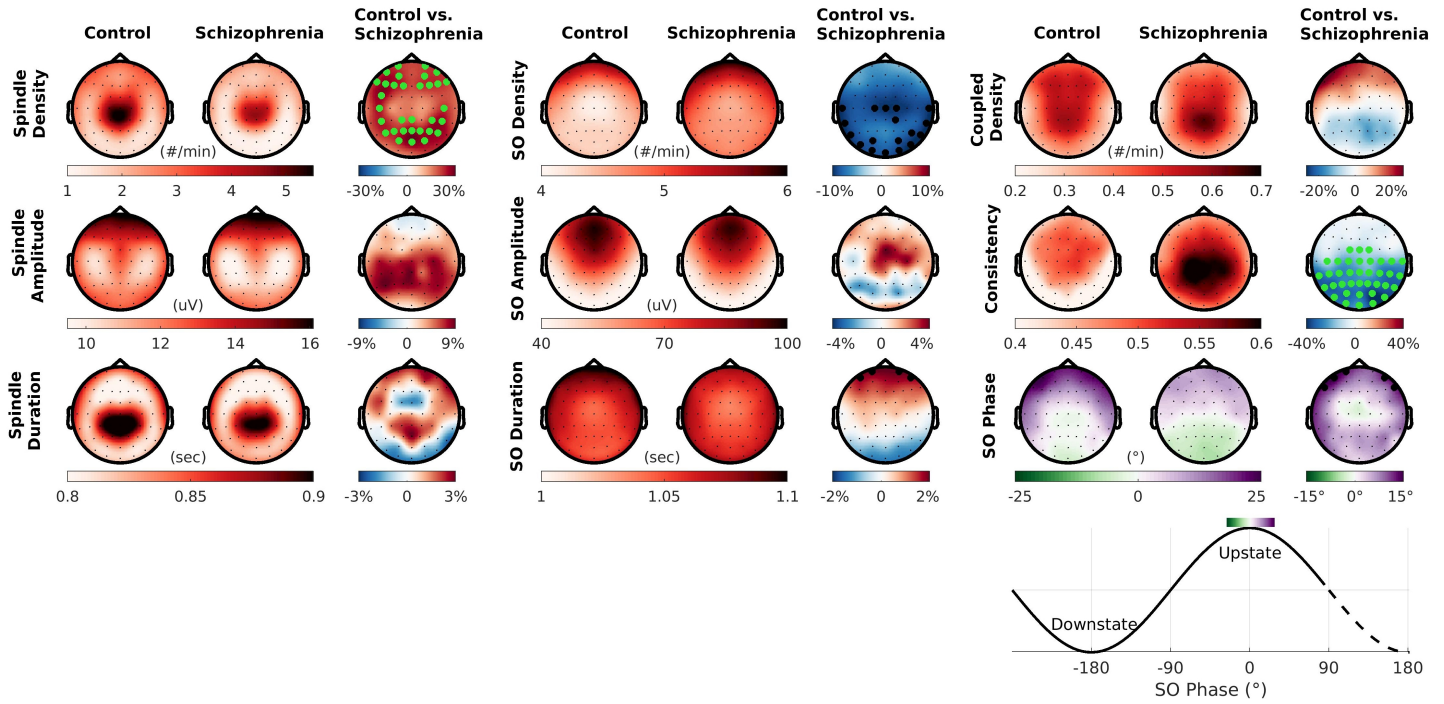 Control
Schizophrenia
Control vs.
Schizophrenia
Spindle
Density
(#/min)
1 2 3 4 5
-30% 0 30%
Spindle
Amplitude
(uV)
10 12 14 16
-9% 0 9%
Spindle
Duration
(sec)
0.8 0.85 0.9
-3% 0 3%
Control
Schizophrenia
Control vs.
Schizophrenia
SO Density
(#/min)
4 5 6
-10% 0 10%
SO Amplitude
(uV)
40 70 100
-4% 0 4%
SO Duration
(sec)
1 1.05 1.1
-2% 0 2%
Control
Schizophrenia
Control vs.
Schizophrenia
Coupled
Density
(#/min)
0.2 0.3 0.4 0.5 0.6 0.7
-20% 0 20%
Consistency
0.4 0.45 0.5 0.55 0.6
-40% 0 40%
SO Phase
(°)
-25 0 25
-15° 0° 15°
Upstate
Downstate
-180 -90 0 90 180
SO Phase (°)